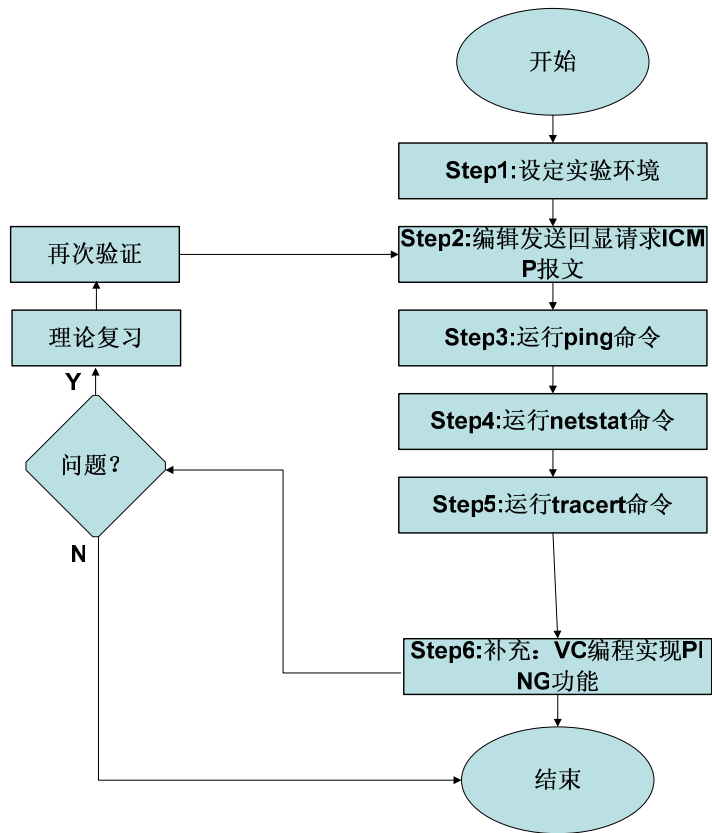 开始
Step1:设定实验环境
Step2:编辑发送回显请求ICM
P报文
再次验证
理论复习
Step3:运行ping命令
Y
Step4:运行netstat命令
问题？
Step5:运行tracert命令
N
Step6:补充：VC编程实现PI
NG功能
结束